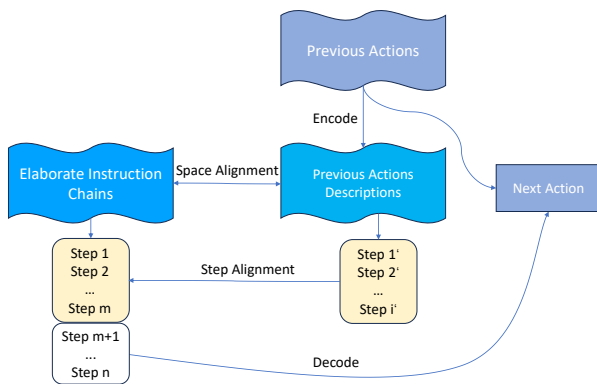 Previous Actions
Encode
Elaborate Instruction
Chains
Space Alignment
Previous Actions
Descriptions
Next Action
Step 1
Step 2
...
Step m
Step Alignment
Step 1‘
Step 2‘
...
Step i‘
Step m+1
...
Step n
Decode